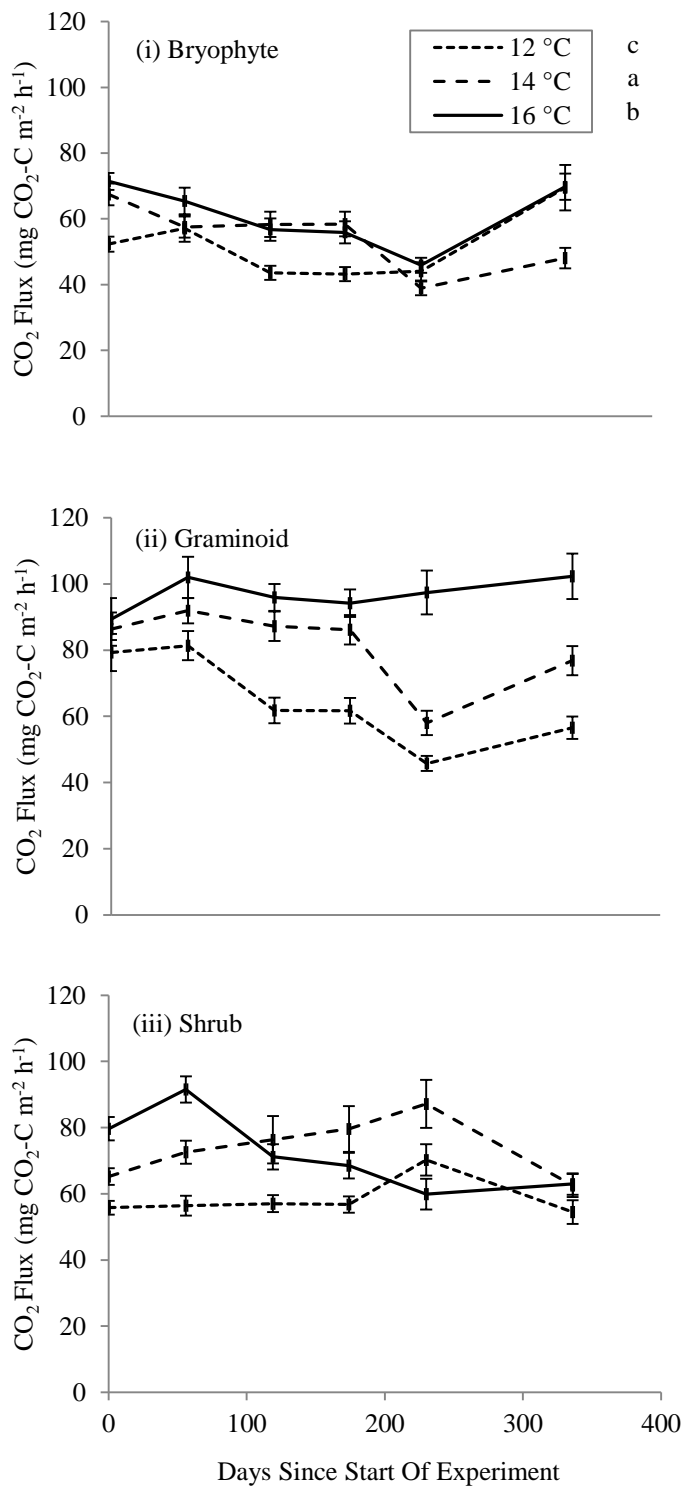 120
100
80
60
40
20
0
CO2 Flux (mg CO2-C m-2 h-1)
(i) Bryophyte
12 °C c
14 °C a
16 °C b
120
100
80
60
40
20
0
CO2 Flux (mg CO2-C m-2 h-1)
(ii) Graminoid
120
100
80
60
40
20
0
CO2 Flux (mg CO2-C m-2 h-1)
(iii) Shrub
0 100 200 300 400
Days Since Start Of Experiment